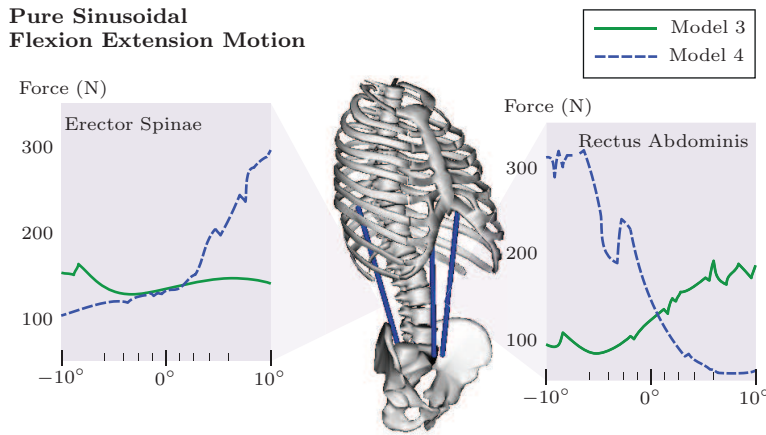 Pure Sinusoidal
Flexion Extension Motion
Model 3
Model 4
Force (N)
Erector Spinae
300
200
100
−10° 0° 10°
Force (N)
Rectus Abdominis
300
200
100
−10° 0° 10°